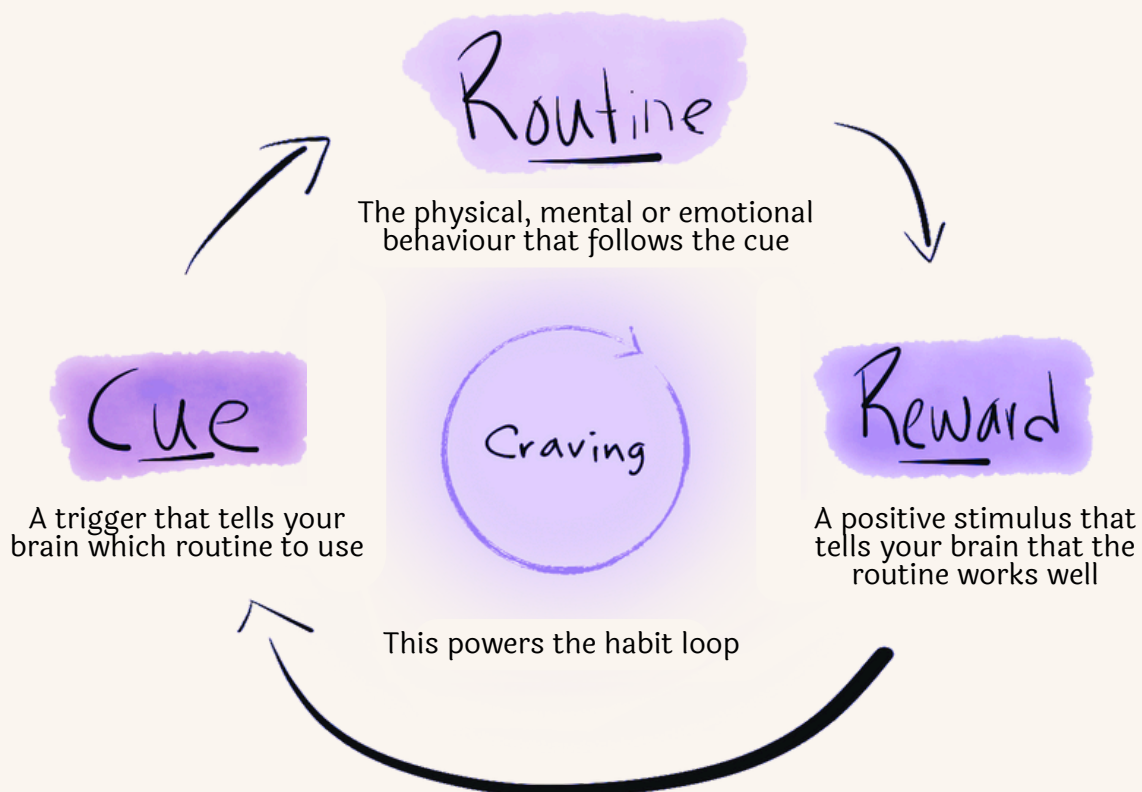 Routine
The physical, mental or emotional
behaviour that follows the cue
Cue
A trigger that tells your
brain which routine to use
Craving
This powers the habit loop
Reward
A positive stimulus that
tells your brain that the
routine works well